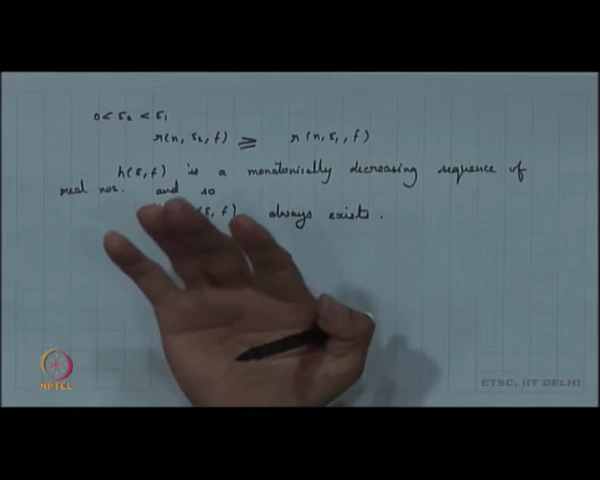 0 < ε₂ < ε₁
r(n, ε₂, f) ≥ r(n, ε₁, f)
h(ε, f) is a monotonically decreasing sequence of
real nos. and so
(ε, f) always exists.
NPTEL
ETSC, IIT DELHI